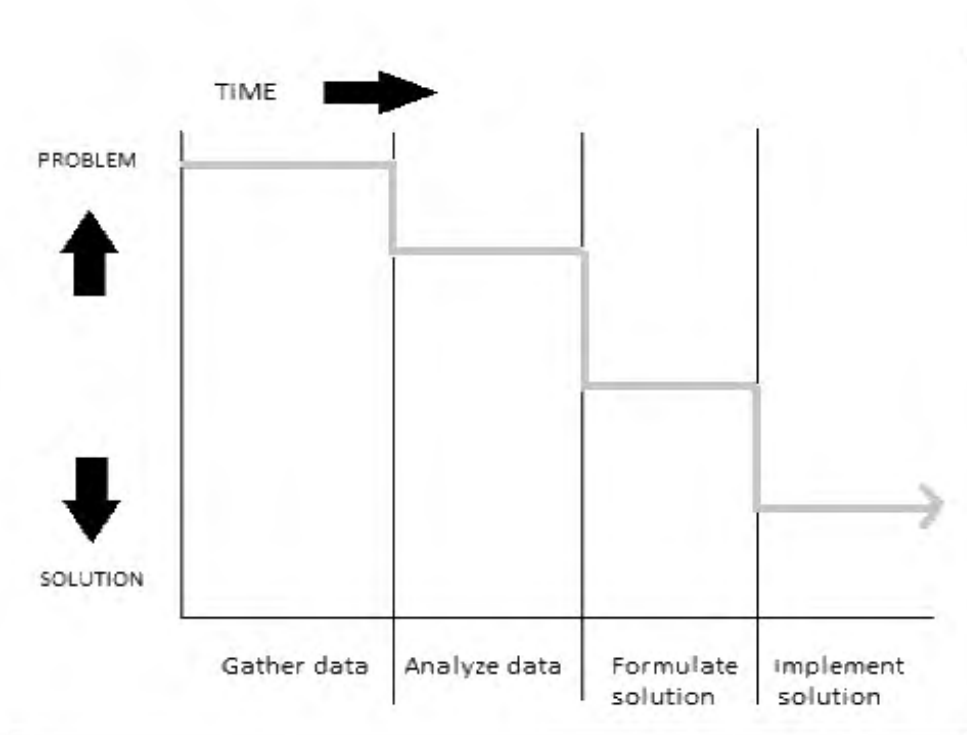 TIME
PROBLEM
SOLUTION
Gather data
Analyze data
Formulate
solution
Implement
solution